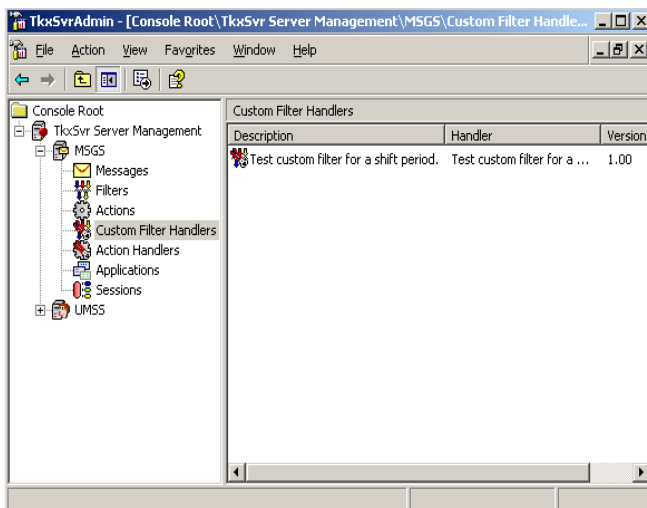 TkxSvrAdmin - [Console Root\TkxSvr Server Management\MSGS\Custom Filter Handle...
File Action View Favorites Window Help
Console Root
TkxSvr Server Management
MSGS
Messages
Filters
Actions
Custom Filter Handlers
Action Handlers
Applications
Sessions
UMSS
Custom Filter Handlers
Description Handler Version
Test custom filter for a shift period. Test custom filter for a ... 1.00